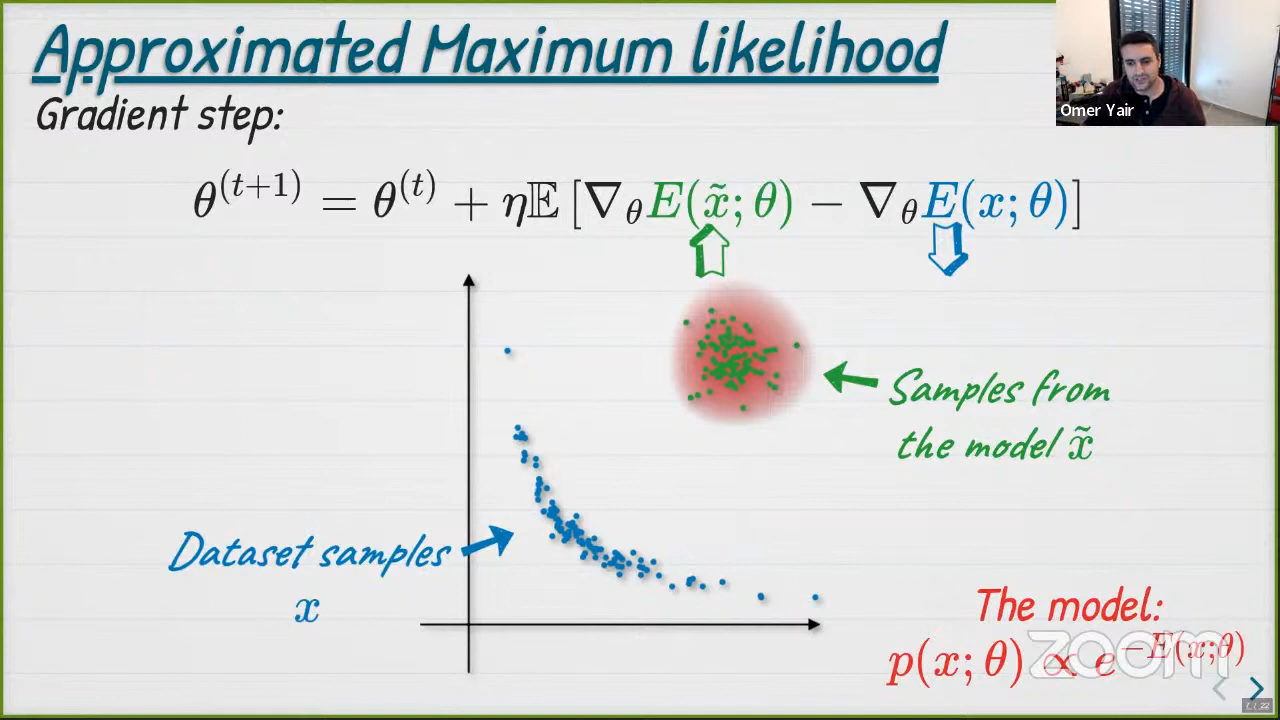 Approximated Maximum likelihood
Omer Yair
Gradient step:
θ^(t+1) = θ^(t) + η𝔼 [∇_θ E(x̃; θ) − ∇_θ E(x; θ)]
Samples from
the model x̃
Dataset samples
x
The model:
p(x; θ) ∝ e^−E(x;θ)
zoom